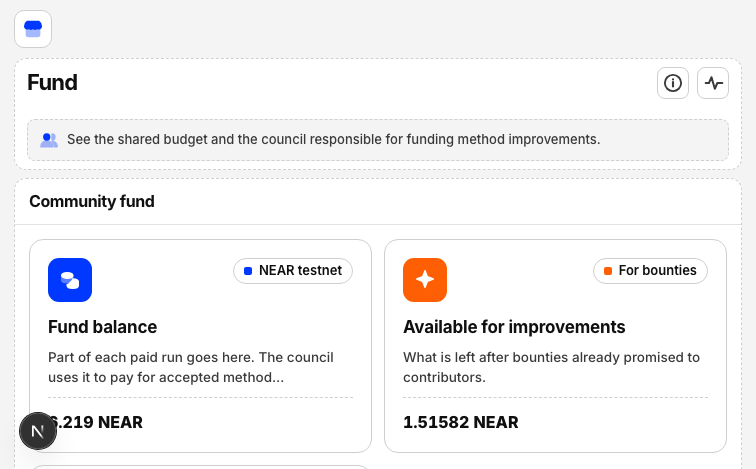 Fund
See the shared budget and the council responsible for funding method improvements.
Community fund
NEAR testnet
Fund balance
Part of each paid run goes here. The council
uses it to pay for accepted method...
.219 NEAR
For bounties
Available for improvements
What is left after bounties already promised to
contributors.
1.51582 NEAR